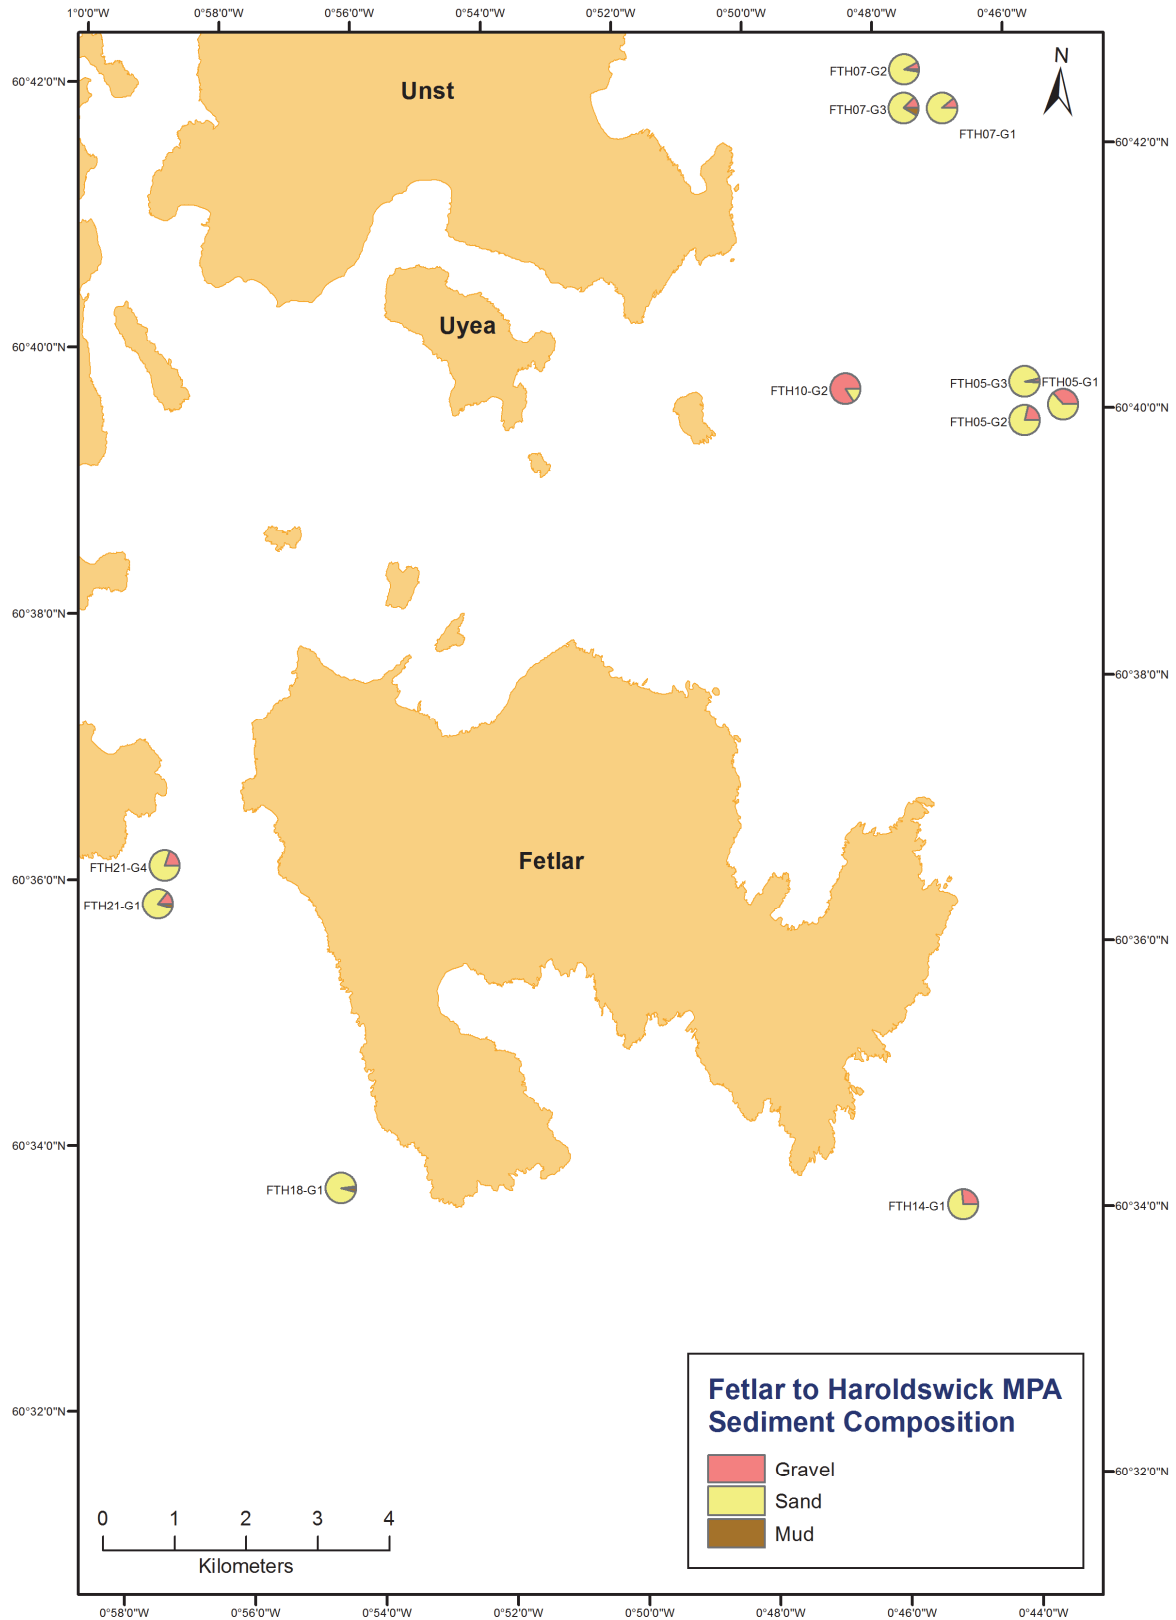 1°0'0"W 0°58'0"W 0°56'0"W 0°54'0"W 0°52'0"W 0°50'0"W 0°48'0"W 0°46'0"W
N
60°42'0"N
Unst
FTH07-G2
FTH07-G3
FTH07-G1
60°42'0"N
Uyea
60°40'0"N
FTH10-G2
FTH05-G3
FTH05-G1
FTH05-G2
60°40'0"N
60°38'0"N
60°38'0"N
FTH21-G4
Fetlar
60°36'0"N
FTH21-G1
60°36'0"N
60°34'0"N
FTH18-G1
FTH14-G1
60°34'0"N
60°32'0"N
Fetlar to Haroldswick MPA
Sediment Composition
Gravel
Sand
Mud
60°32'0"N
0 1 2 3 4
Kilometers
0°58'0"W 0°56'0"W 0°54'0"W 0°52'0"W 0°50'0"W 0°48'0"W 0°46'0"W 0°44'0"W